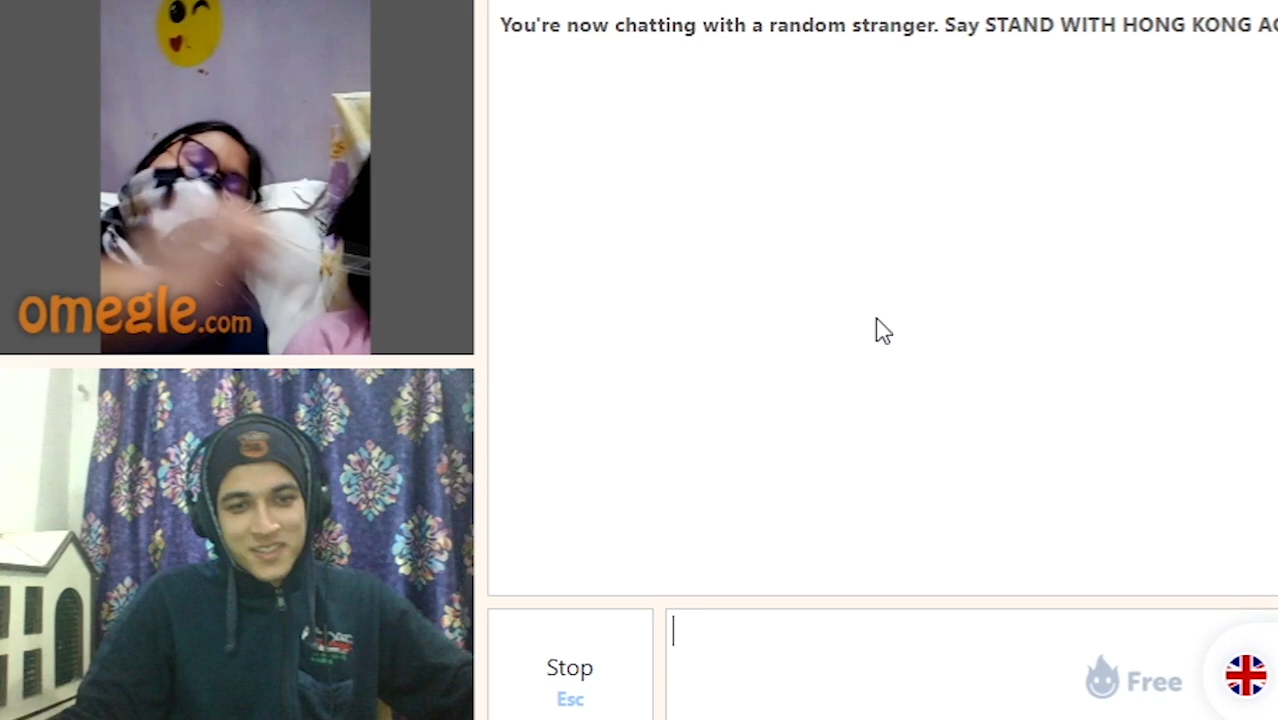 You're now chatting with a random stranger. Say STAND WITH HONG KONG
omegle.com
Stop
Esc
Free